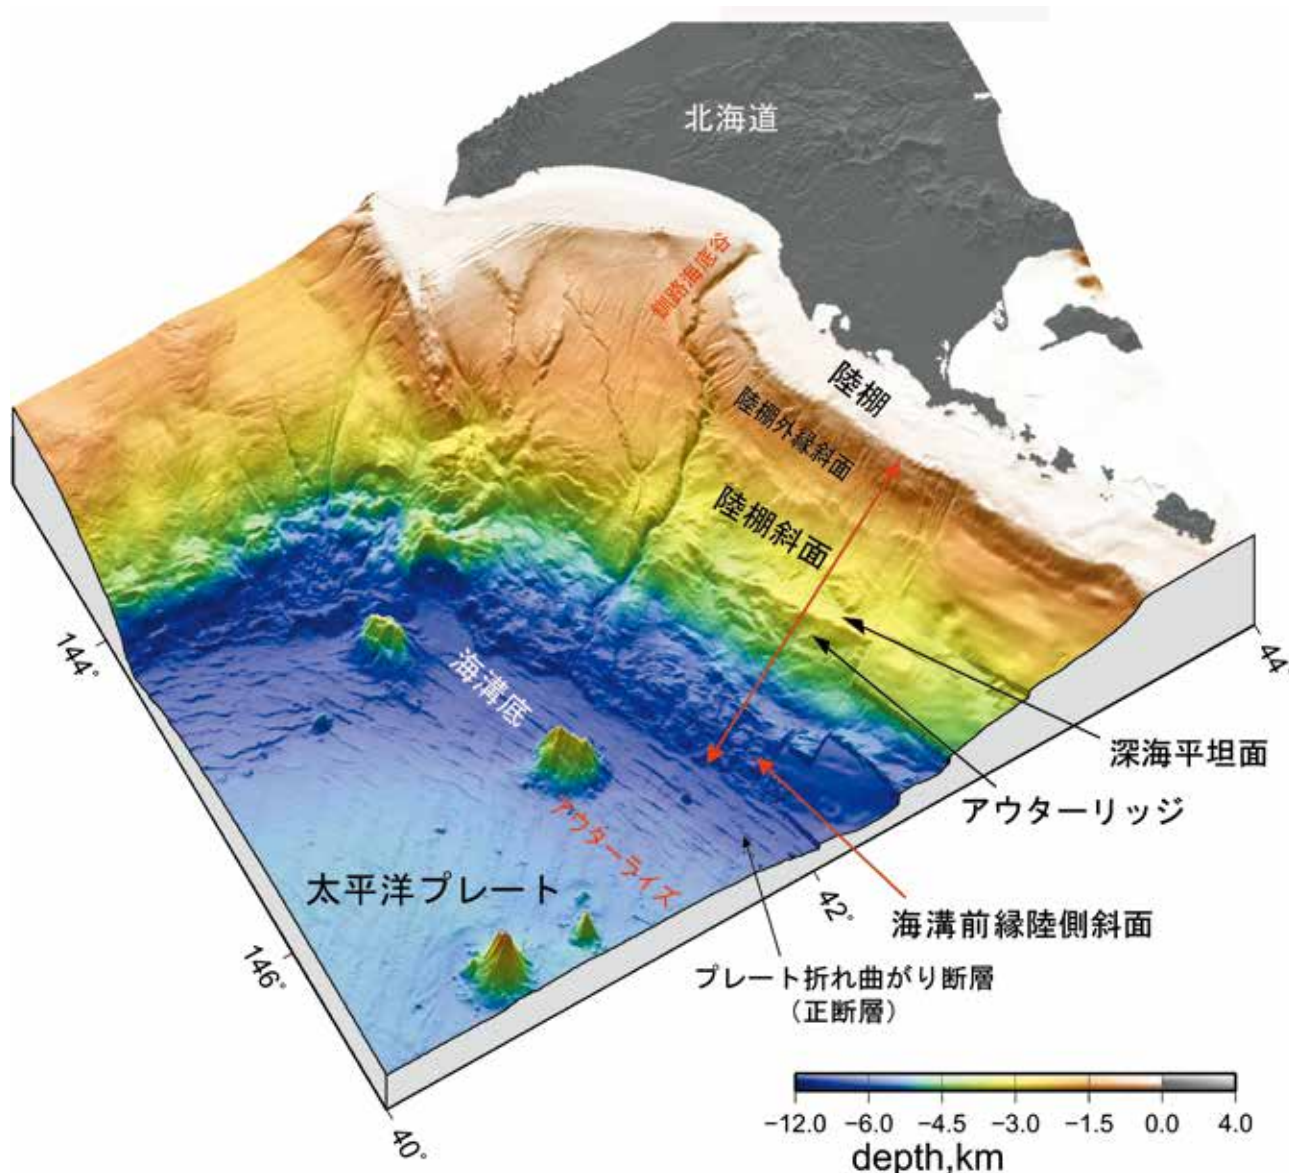 北海道
釧路海底谷
陸棚
陸棚外縁斜面
陸棚斜面
海溝底
アウターライズ
太平洋プレート
深海平坦面
アウターリッジ
海溝前縁陸側斜面
プレート折れ曲がり断層
(正断層)
144°
146°
40°
42°
44°
-12.0 -6.0 -4.5 -3.0 -1.5 0.0 4.0
depth,km